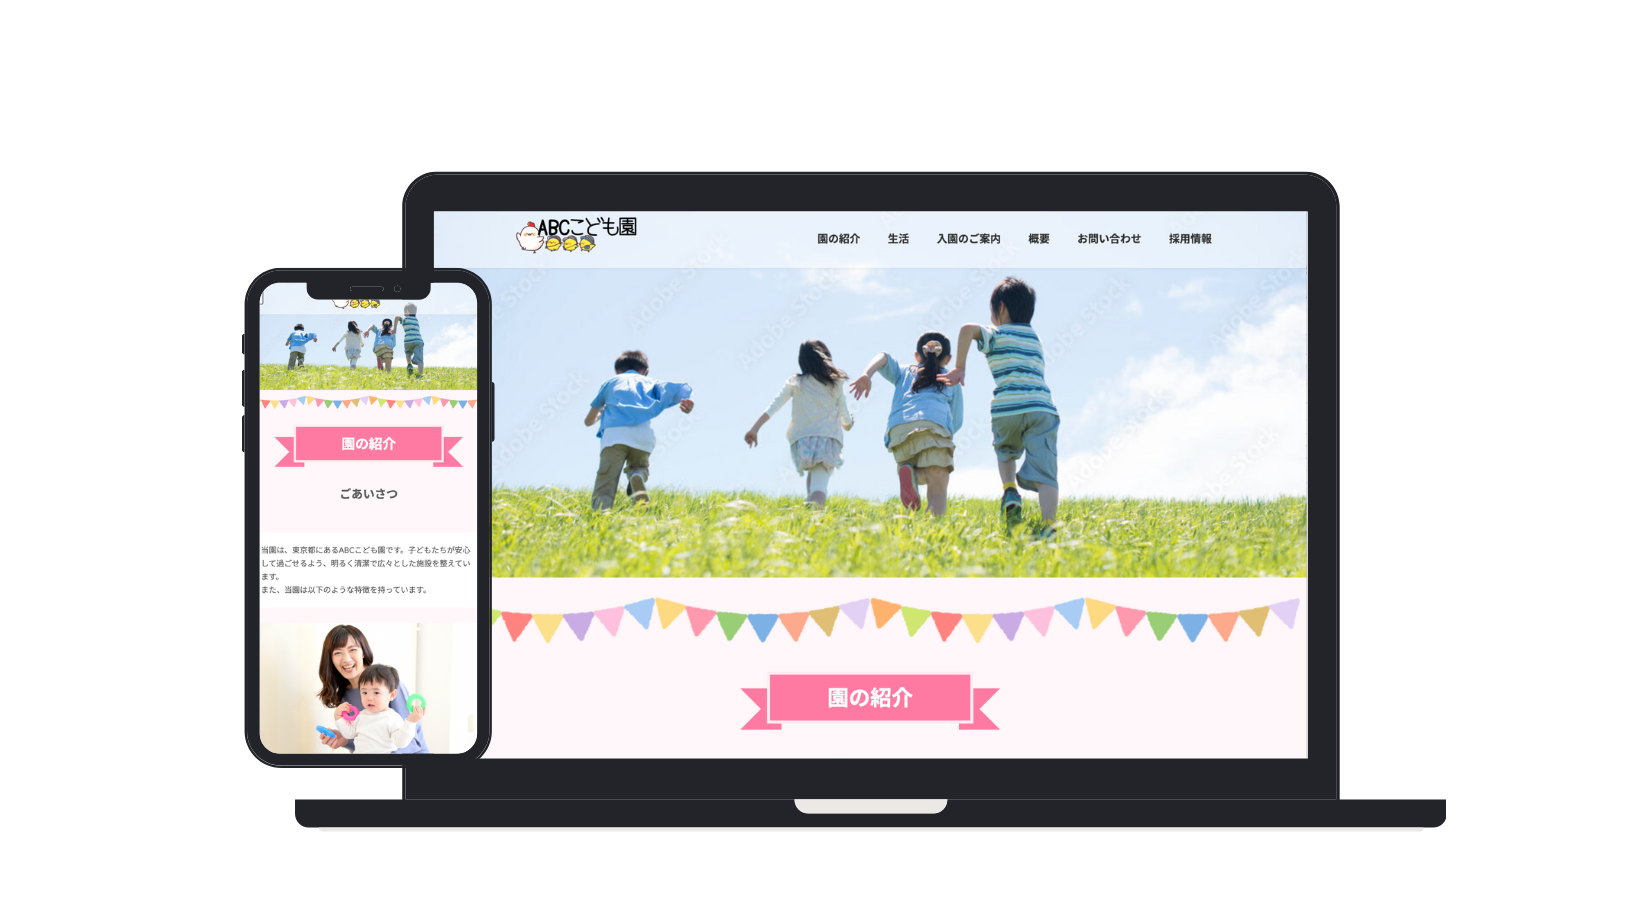 ABCこども園
園の紹介 生活 入園のご案内 概要 お問い合わせ 採用情報
Adobe Stock
園の紹介
園の紹介
ごあいさつ
当園は、東京都にあるABCこども園です。子どもたちが安心
して過ごせるよう、明るく清潔で広々とした施設を整えてい
ます。
また、当園は以下のような特徴を持っています。